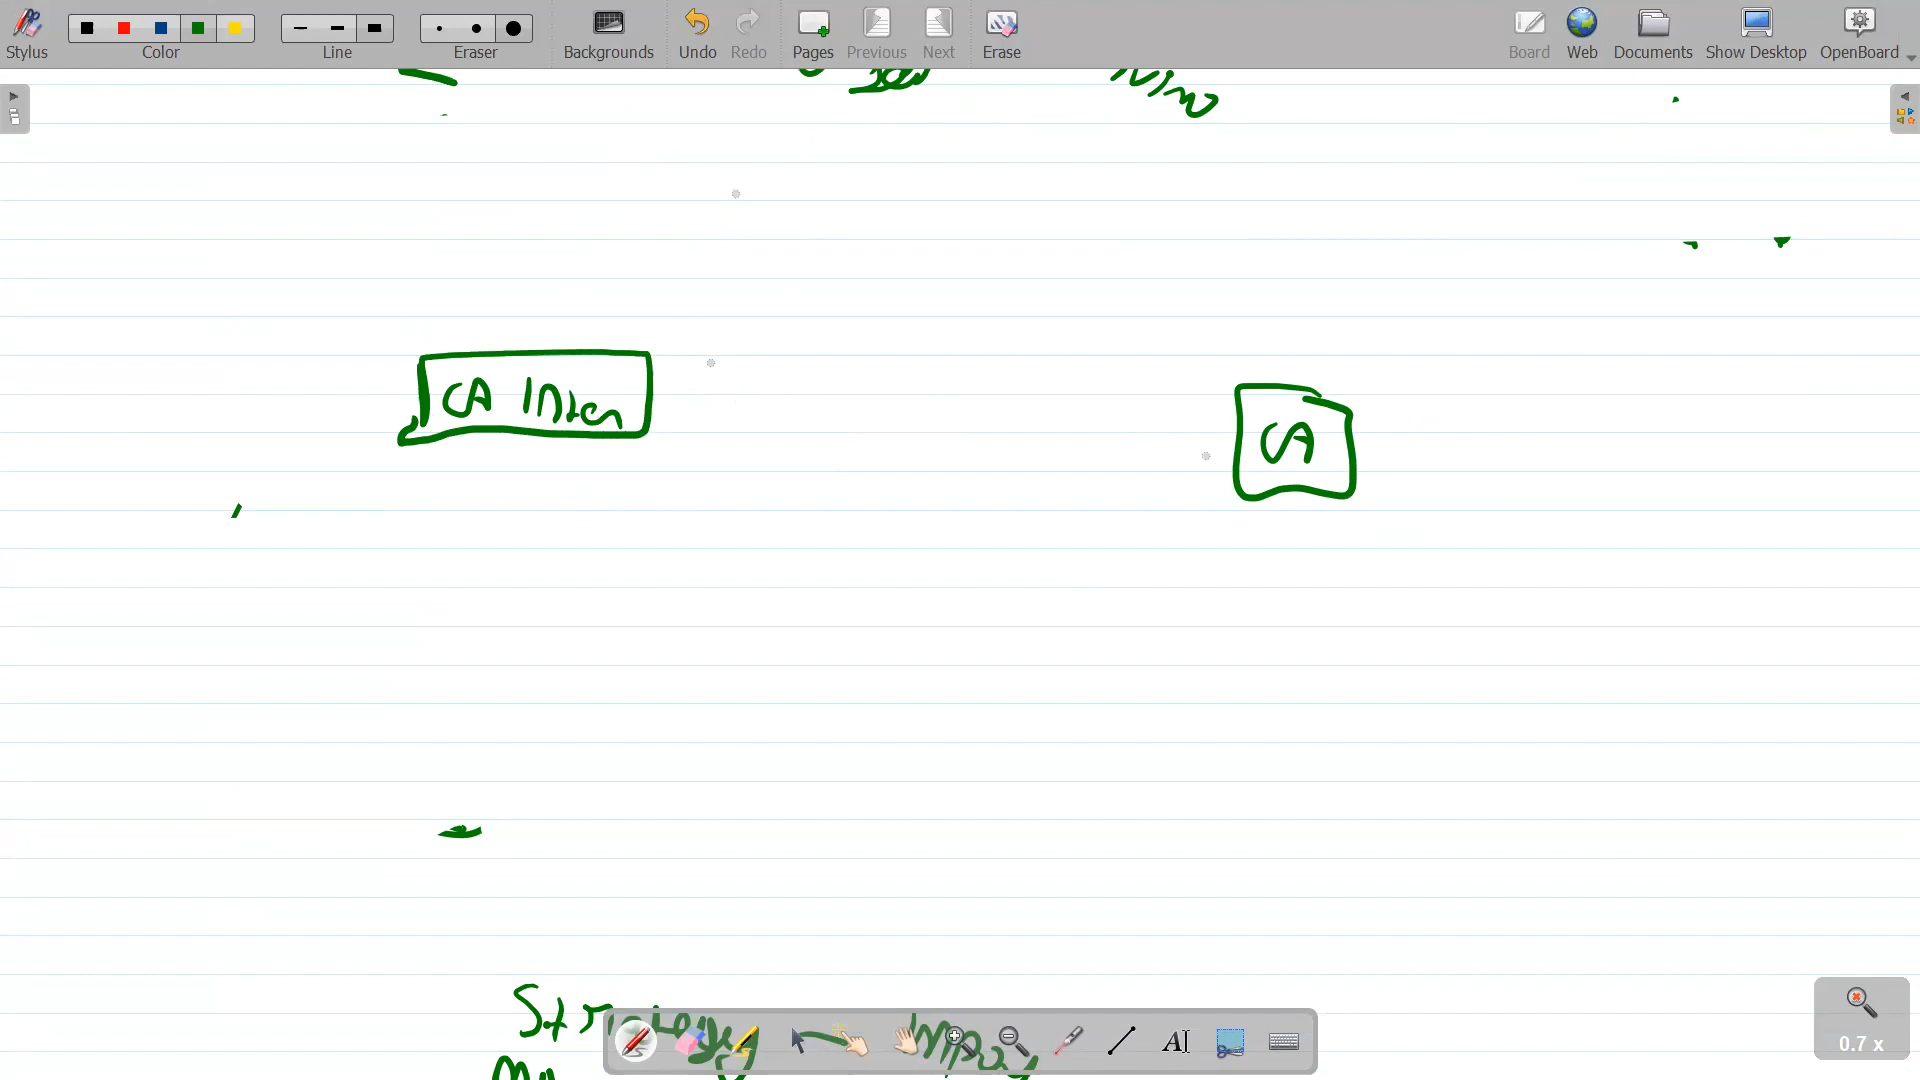 Stylus Color Line Eraser Backgrounds Undo Redo Pages Previous Next Erase Board Web Documents Show Desktop OpenBoard
CA Inter
CA
Strategy
0.7 x